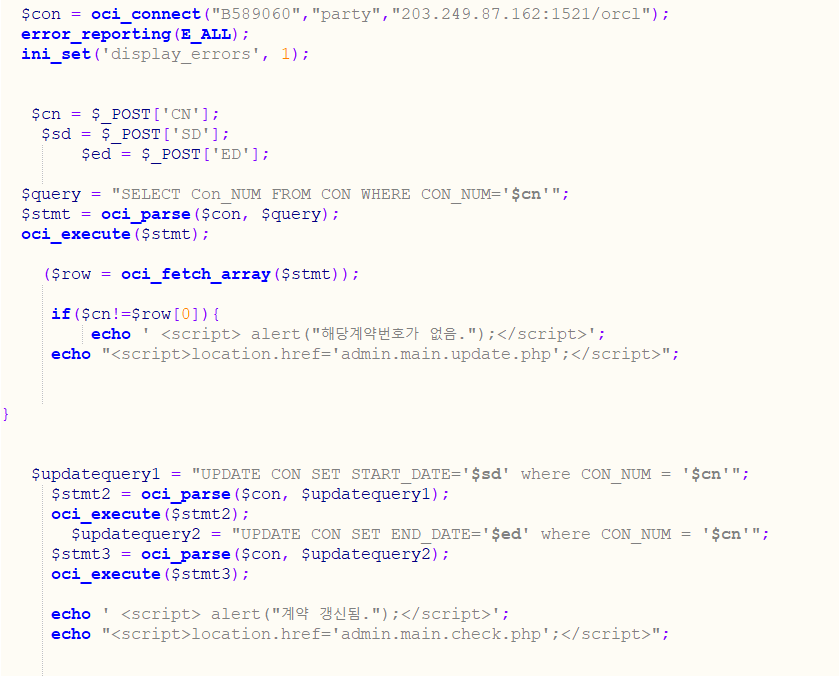 $con = oci_connect("B589060","party","203.249.87.162:1521/orcl");
error_reporting(E_ALL);
ini_set('display_errors', 1);
$cn = $_POST['CN'];
$sd = $_POST['SD'];
$ed = $_POST['ED'];
$query = "SELECT Con_NUM FROM CON WHERE CON_NUM='$cn'";
$stmt = oci_parse($con, $query);
oci_execute($stmt);
($row = oci_fetch_array($stmt));
if($cn!=$row[0]){
echo ' <script> alert("해당계약번호가 없음.");</script>';
echo "<script>location.href='admin.main.update.php';</script>";
}
$updatequery1 = "UPDATE CON SET START_DATE='$sd' where CON_NUM = '$cn'";
$stmt2 = oci_parse($con, $updatequery1);
oci_execute($stmt2);
$updatequery2 = "UPDATE CON SET END_DATE='$ed' where CON_NUM = '$cn'";
$stmt3 = oci_parse($con, $updatequery2);
oci_execute($stmt3);
echo ' <script> alert("계약 갱신됨.");</script>';
echo "<script>location.href='admin.main.check.php';</script>";